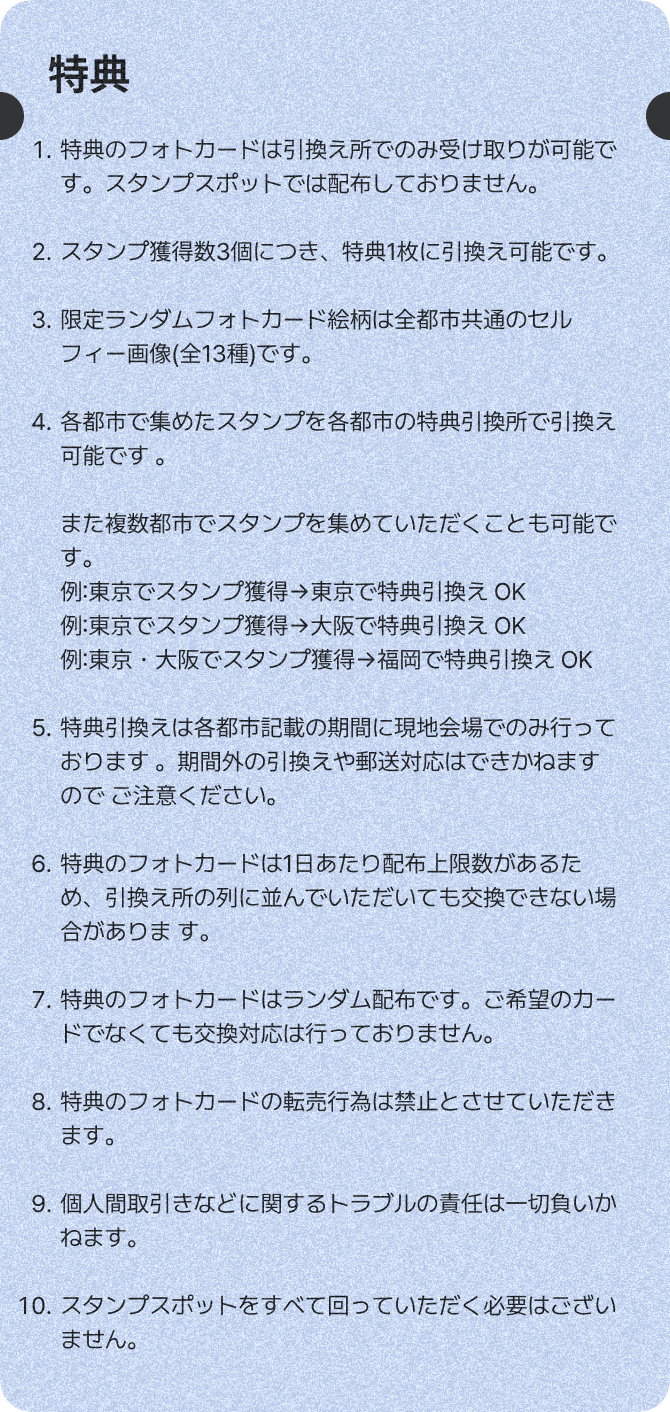 特典
1. 特典のフォトカードは引換え所でのみ受け取りが可能で
す。スタンプスポットでは配布しておりません。
2. スタンプ獲得数3個につき、特典1枚に引換え可能です。
3. 限定ランダムフォトカード絵柄は全都市共通のセル
フィー画像(全13種)です。
4. 各都市で集めたスタンプを各都市の特典引換所で引換え
可能です 。
また複数都市でスタンプを集めていただくことも可能で
す。
例:東京でスタンプ獲得→東京で特典引換え OK
例:東京でスタンプ獲得→大阪で特典引換え OK
例:東京・大阪でスタンプ獲得→福岡で特典引換え OK
5. 特典引換えは各都市記載の期間に現地会場でのみ行って
おります 。期間外の引換えや郵送対応はできかねます
ので ご注意ください。
6. 特典のフォトカードは1日あたり配布上限数があるた
め、引換え所の列に並んでいただいても交換できない場
合がありま す。
7. 特典のフォトカードはランダム配布です。ご希望のカー
ドでなくても交換対応は行っておりません。
8. 特典のフォトカードの転売行為は禁止とさせていただき
ます。
9. 個人間取引きなどに関するトラブルの責任は一切負いか
ねます。
10. スタンプスポットをすべて回っていただく必要はござい
ません。